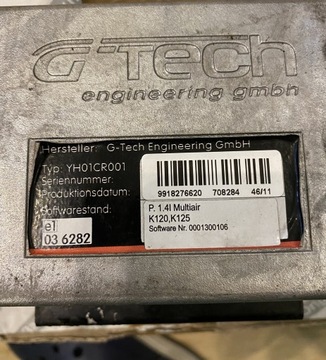 G-Tech
engineering gmbh
Hersteller: G-Tech Engineering GmbH
Typ: YH01CR001
Seriennummer:
Produktionsdatum:
9918276620 708284 46/11
Softwarestand:
P. 1.4l Multiair
K120,K125
Software Nr. 0001300106
e1
03 6282